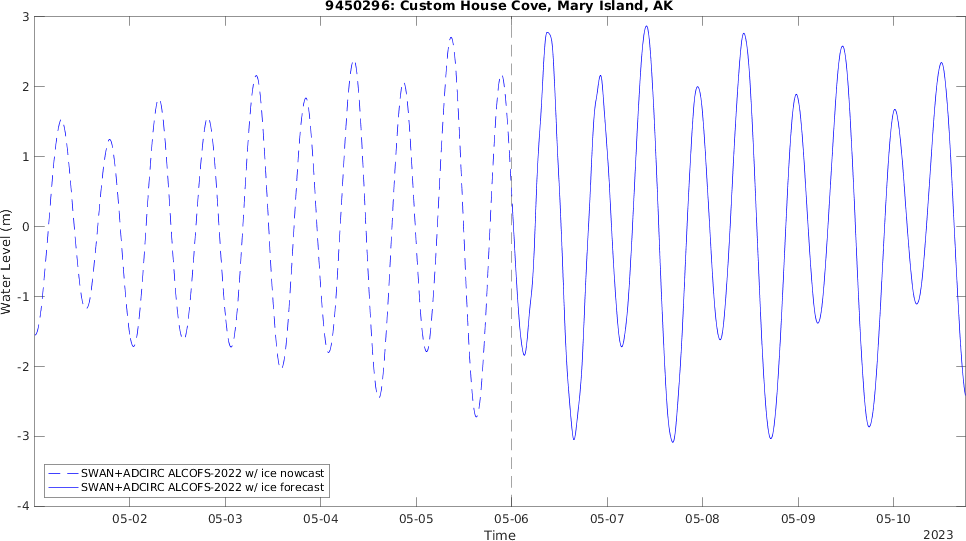 9450296: Custom House Cove, Mary Island, AK
3
2
1
0
-1
-2
-3
-4
Water Level (m)
SWAN+ADCIRC ALCOFS-2022 w/ ice nowcast
SWAN+ADCIRC ALCOFS-2022 w/ ice forecast
05-02 05-03 05-04 05-05 05-06 05-07 05-08 05-09 05-10
Time
2023